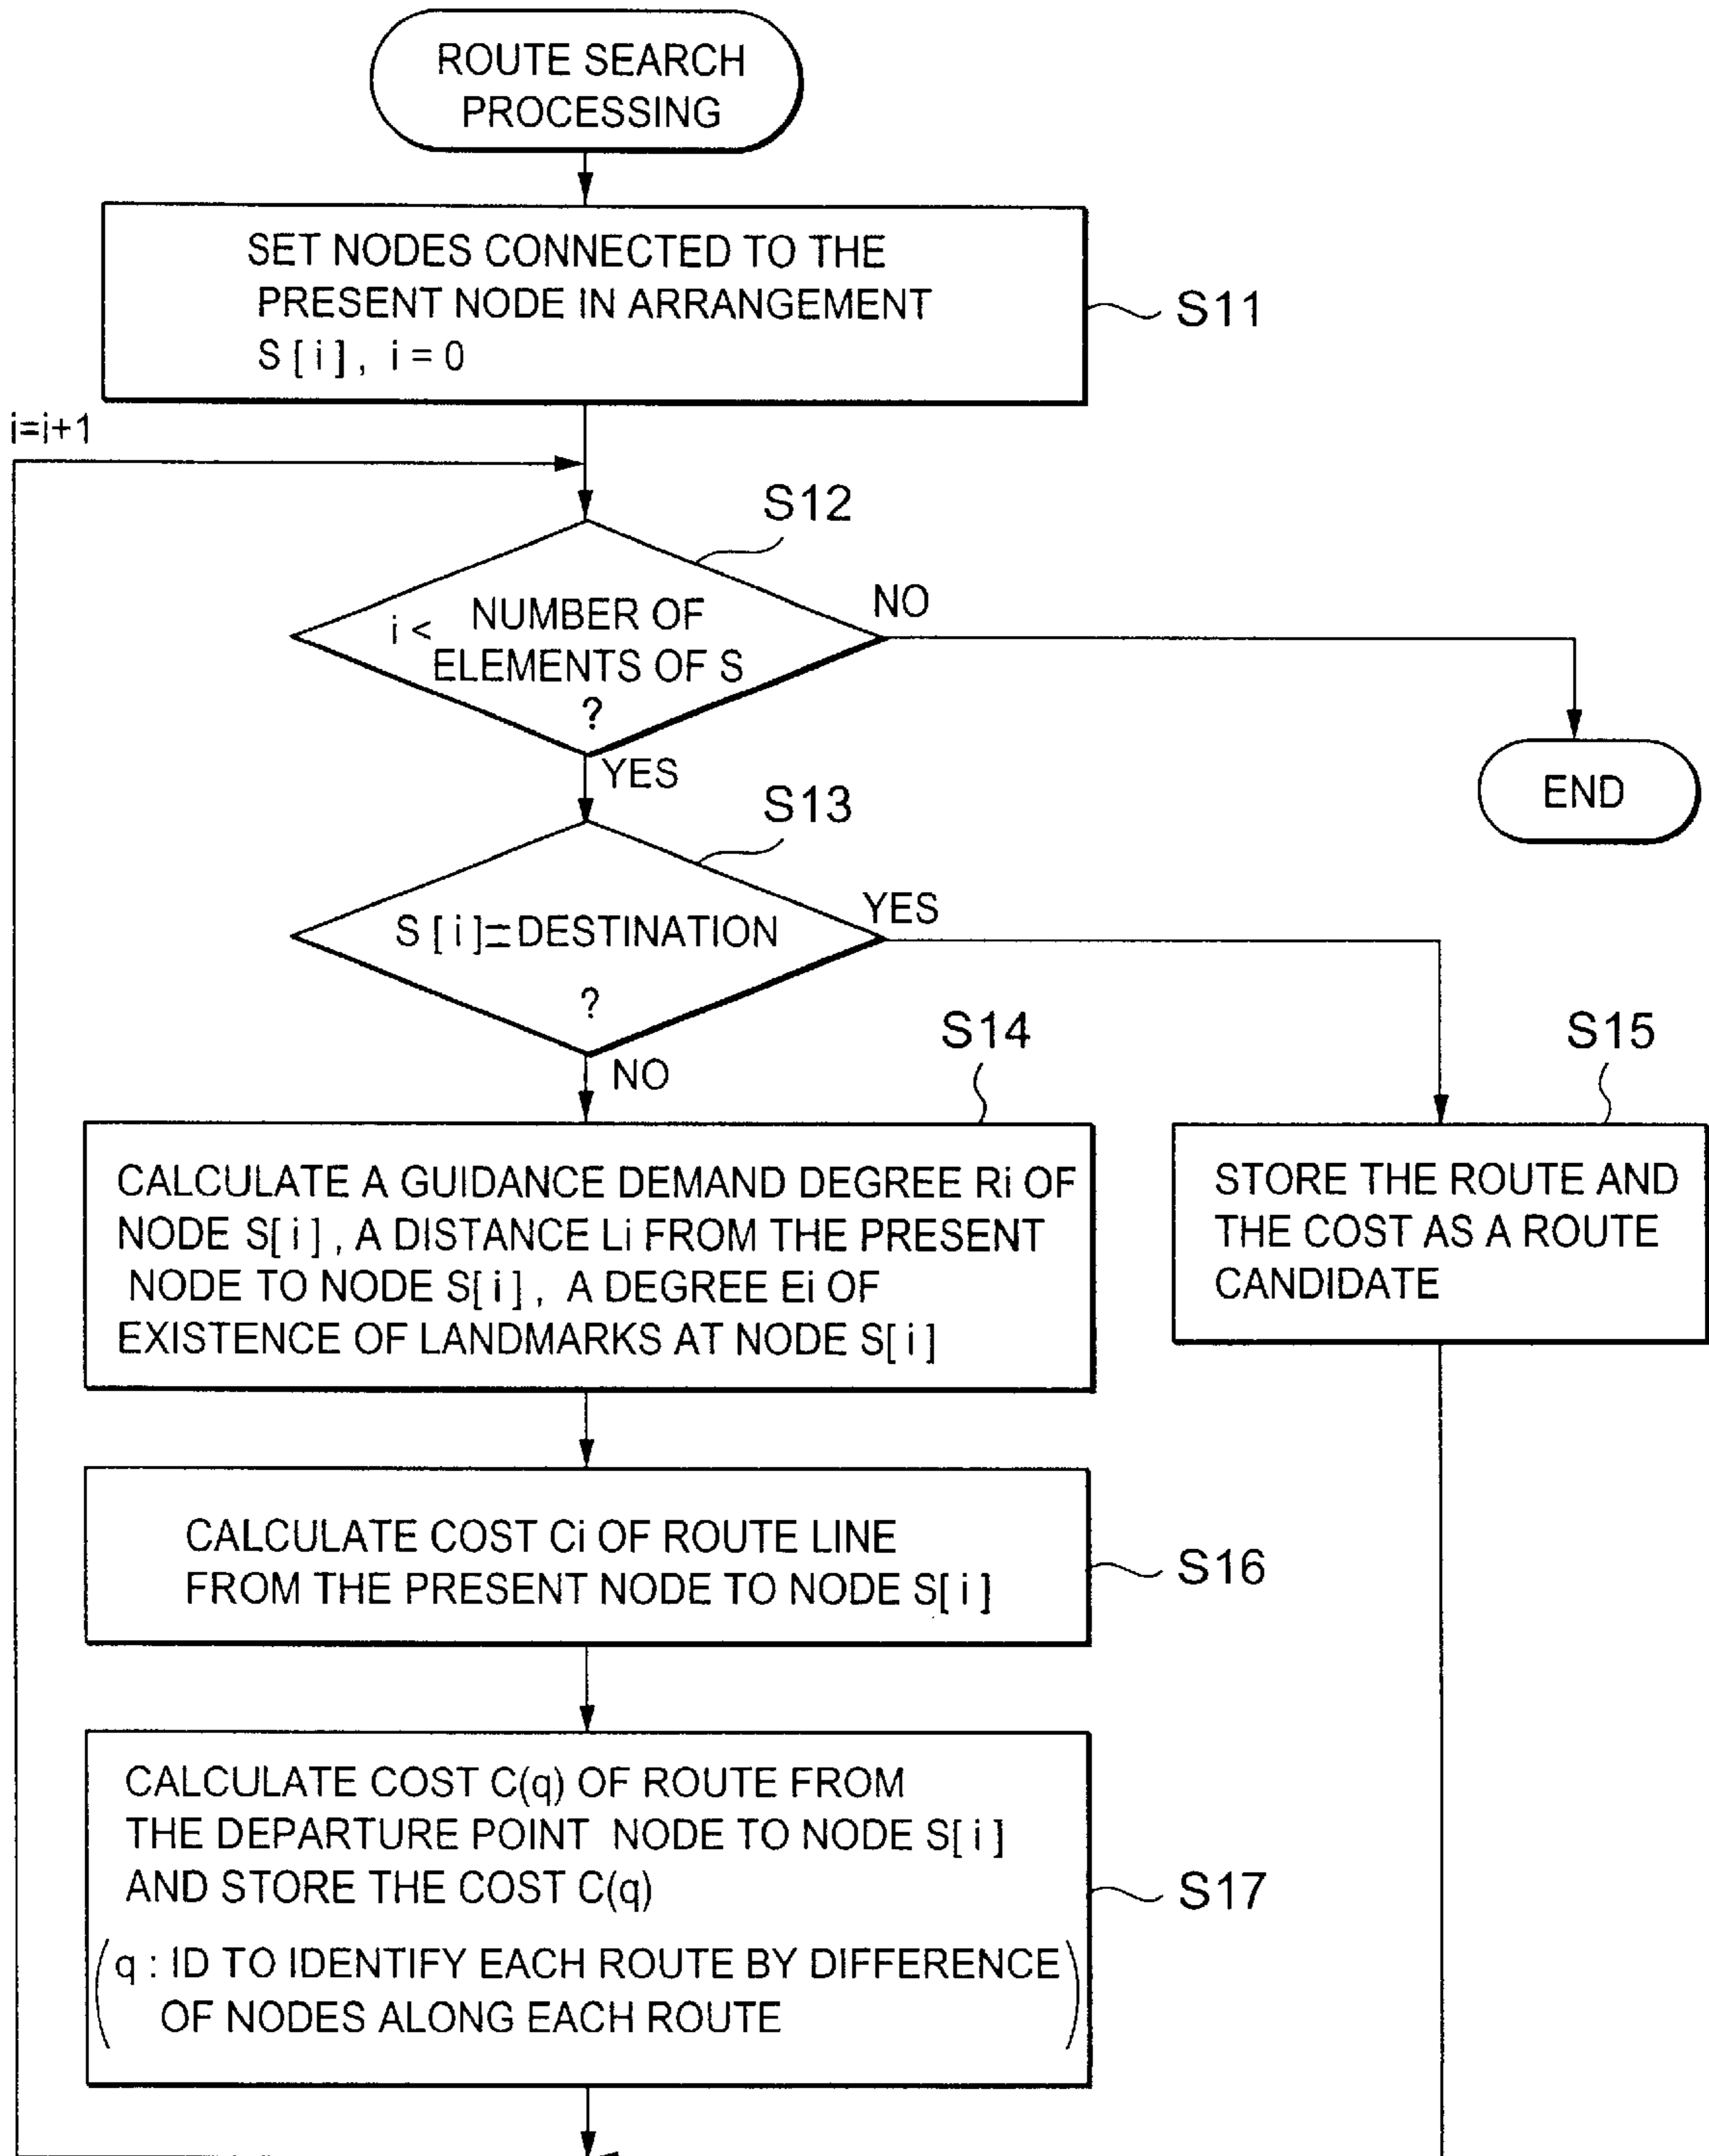 ROUTE SEARCH
PROCESSING
SET NODES CONNECTED TO THE
PRESENT NODE IN ARRANGEMENT
S [ i ] , i = 0
S11
i=i+1
S12
i < NUMBER OF
ELEMENTS OF S
?
NO
YES
END
S13
S [ i ]=DESTINATION
?
YES
NO
S14
S15
CALCULATE A GUIDANCE DEMAND DEGREE Ri OF
NODE S[ i ] , A DISTANCE Li FROM THE PRESENT
NODE TO NODE S[ i ] , A DEGREE Ei OF
EXISTENCE OF LANDMARKS AT NODE S[ i ]
STORE THE ROUTE AND
THE COST AS A ROUTE
CANDIDATE
CALCULATE COST Ci OF ROUTE LINE
FROM THE PRESENT NODE TO NODE S[ i ]
S16
CALCULATE COST C(q) OF ROUTE FROM
THE DEPARTURE POINT NODE TO NODE S[ i ]
AND STORE THE COST C(q)
(q : ID TO IDENTIFY EACH ROUTE BY DIFFERENCE
OF NODES ALONG EACH ROUTE)
S17